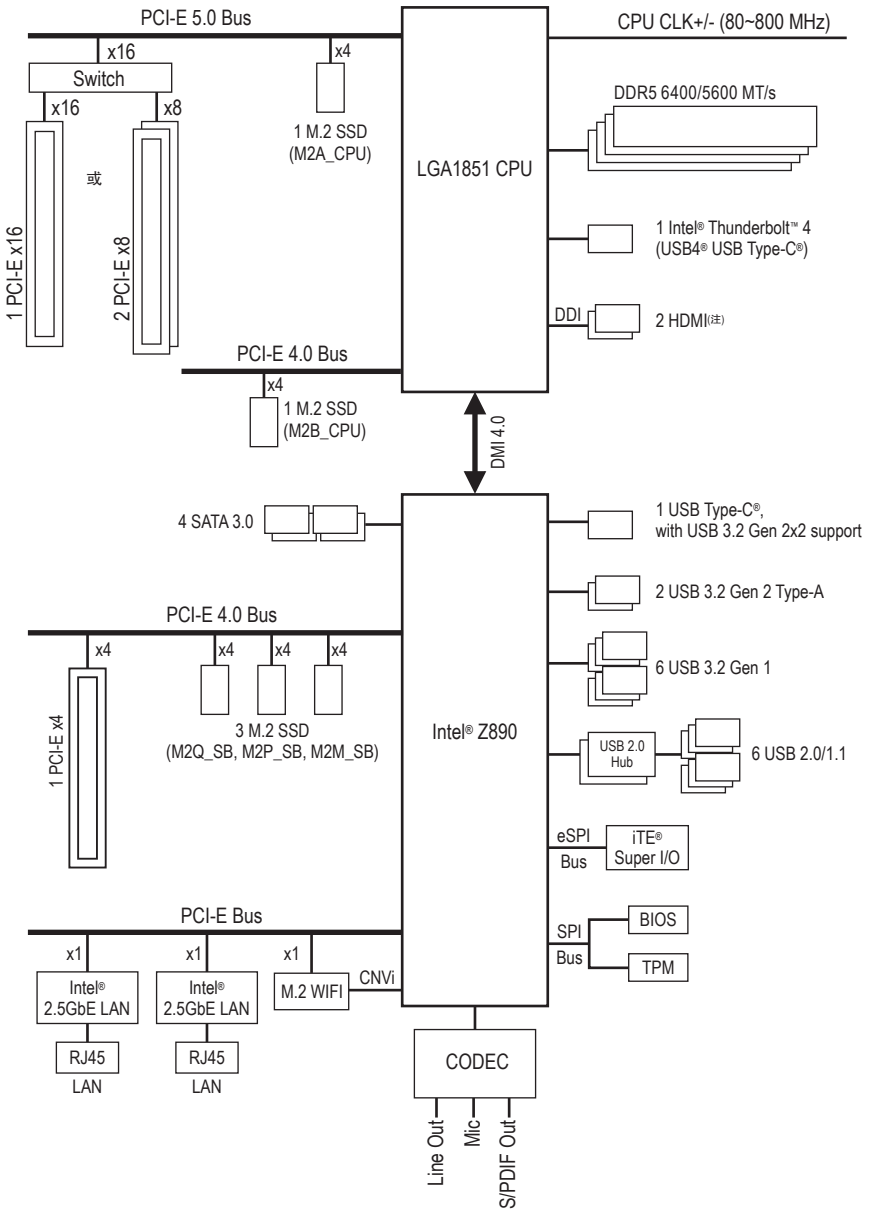 PCI-E 5.0 Bus
CPU CLK+/- (80~800 MHz)
x16
x4
Switch
x16
x8
1 M.2 SSD
(M2A_CPU)
或
1 PCI-E x16
2 PCI-E x8
LGA1851 CPU
DDR5 6400/5600 MT/s
1 Intel® Thunderbolt™ 4
(USB4® USB Type-C®)
DDI
2 HDMI(注)
PCI-E 4.0 Bus
x4
1 M.2 SSD
(M2B_CPU)
DMI 4.0
4 SATA 3.0
1 USB Type-C®,
with USB 3.2 Gen 2x2 support
2 USB 3.2 Gen 2 Type-A
PCI-E 4.0 Bus
x4
x4
x4
x4
6 USB 3.2 Gen 1
1 PCI-E x4
3 M.2 SSD
(M2Q_SB, M2P_SB, M2M_SB)
Intel® Z890
USB 2.0
Hub
6 USB 2.0/1.1
eSPI
Bus
iTE®
Super I/O
PCI-E Bus
x1
x1
x1
SPI
Bus
BIOS
TPM
Intel®
2.5GbE LAN
Intel®
2.5GbE LAN
M.2 WIFI
CNVi
RJ45
RJ45
LAN
LAN
CODEC
Line Out
Mic
S/PDIF Out